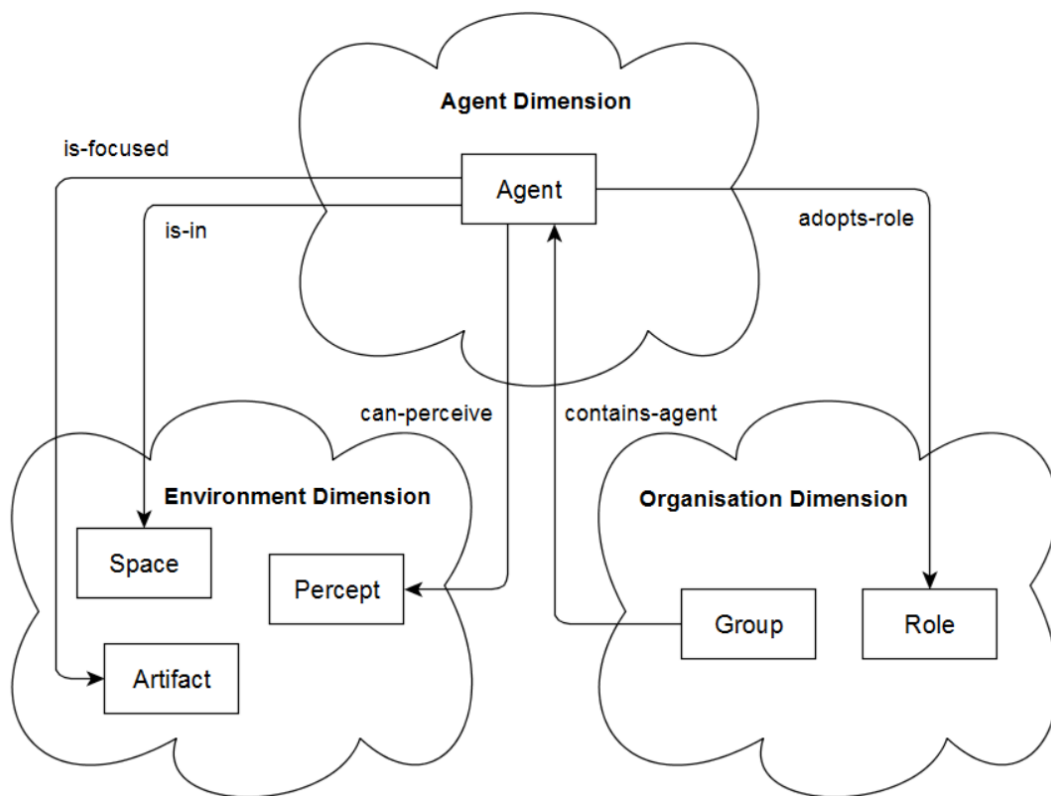 Agent Dimension
is-focused
Agent
is-in
adopts-role
can-perceive
contains-agent
Environment Dimension
Organisation Dimension
Space
Percept
Group
Role
Artifact